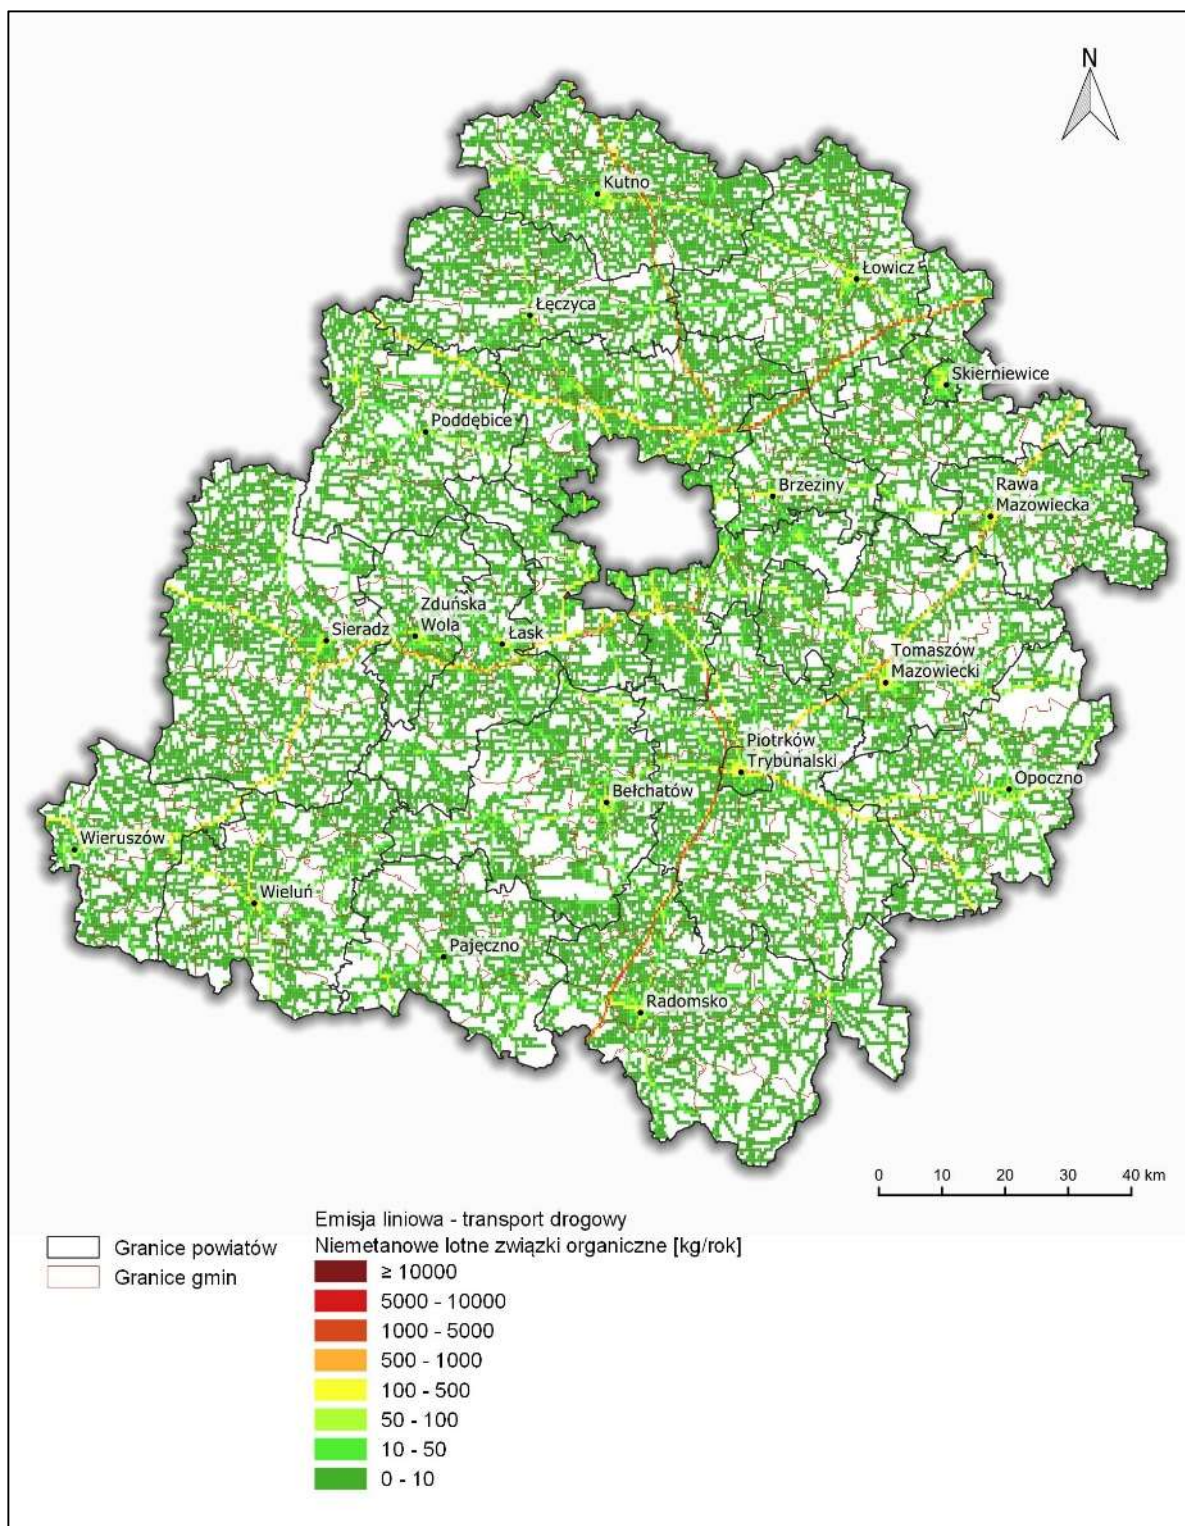 N
Kutno
Łowicz
Łęczyca
Skierniewice
Poddębice
Brzeziny
Rawa
Mazowiecka
Zduńska
Wola
Sieradz
Łask
Tomaszów
Mazowiecki
Piotrków
Trybunalski
Opoczno
Bełchatów
Wieruszów
Wieluń
Pajęczno
Radomsko
0 10 20 30 40 km
Emisja liniowa - transport drogowy
Niemetanowe lotne związki organiczne [kg/rok]
Granice powiatów
Granice gmin
≥ 10000
5000 - 10000
1000 - 5000
500 - 1000
100 - 500
50 - 100
10 - 50
0 - 10